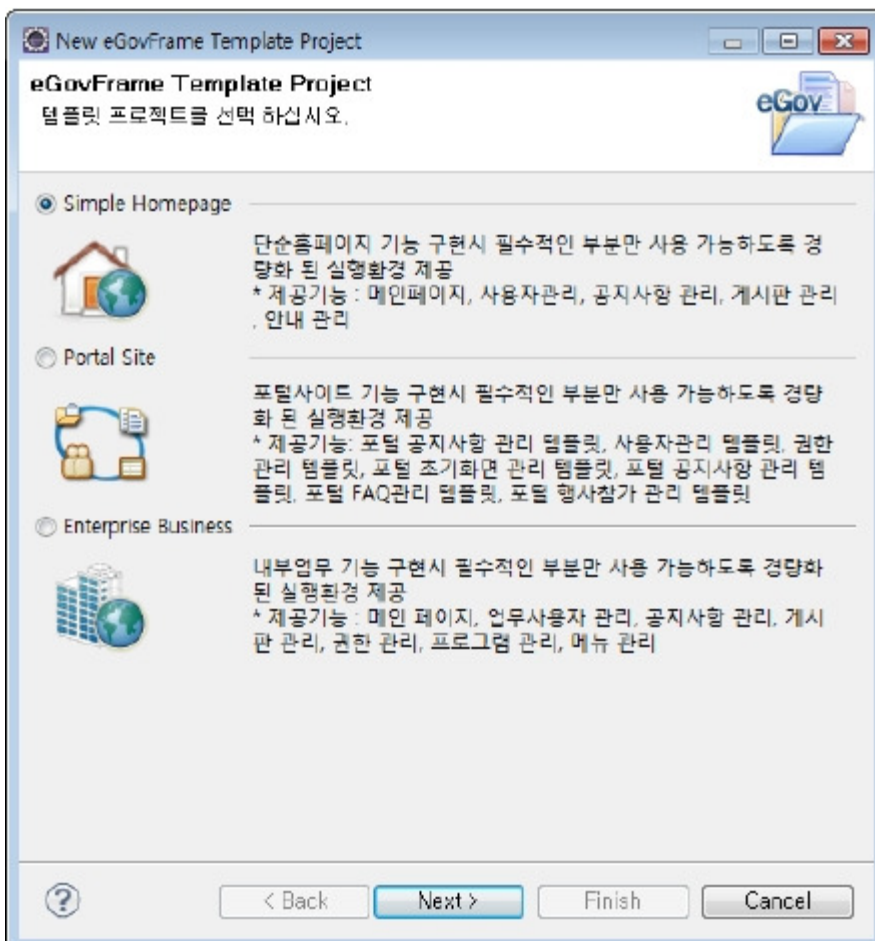 New eGovFrame Template Project
eGovFrame Template Project
템플릿 프로젝트를 선택 하십시오.
eGov
Simple Homepage
단순홈페이지 기능 구현시 필수적인 부분만 사용 가능하도록 경
량화 된 실행환경 제공
* 제공기능 : 메인페이지, 사용자관리, 공지사항 관리, 게시판 관리
, 안내 관리
Portal Site
포털사이트 기능 구현시 필수적인 부분만 사용 가능하도록 경량
화 된 실행환경 제공
* 제공기능: 포털 공지사항 관리 템플릿, 사용자관리 템플릿, 권한
관리 템플릿, 포털 초기화면 관리 템플릿, 포털 공지사항 관리 템
플릿, 포털 FAQ관리 템플릿, 포털 행사참가 관리 템플릿
Enterprise Business
내부업무 기능 구현시 필수적인 부분만 사용 가능하도록 경량화
된 실행환경 제공
* 제공기능 : 메인 페이지, 업무사용자 관리, 공지사항 관리, 게시
판 관리, 권한 관리, 프로그램 관리, 메뉴 관리
?
< Back
Next >
Finish
Cancel